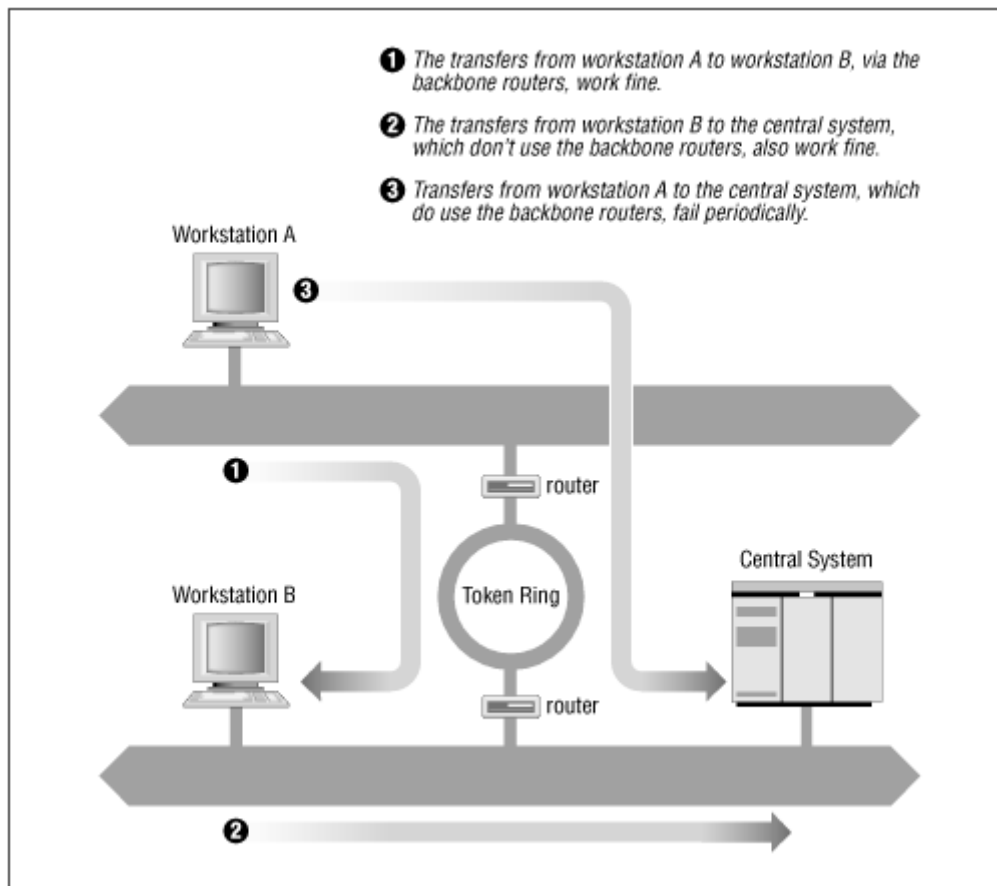 ❶ The transfers from workstation A to workstation B, via the
backbone routers, work fine.
❷ The transfers from workstation B to the central system,
which don't use the backbone routers, also work fine.
❸ Transfers from workstation A to the central system, which
do use the backbone routers, fail periodically.
Workstation A
❸
❶
router
Central System
Workstation B
Token Ring
router
❷